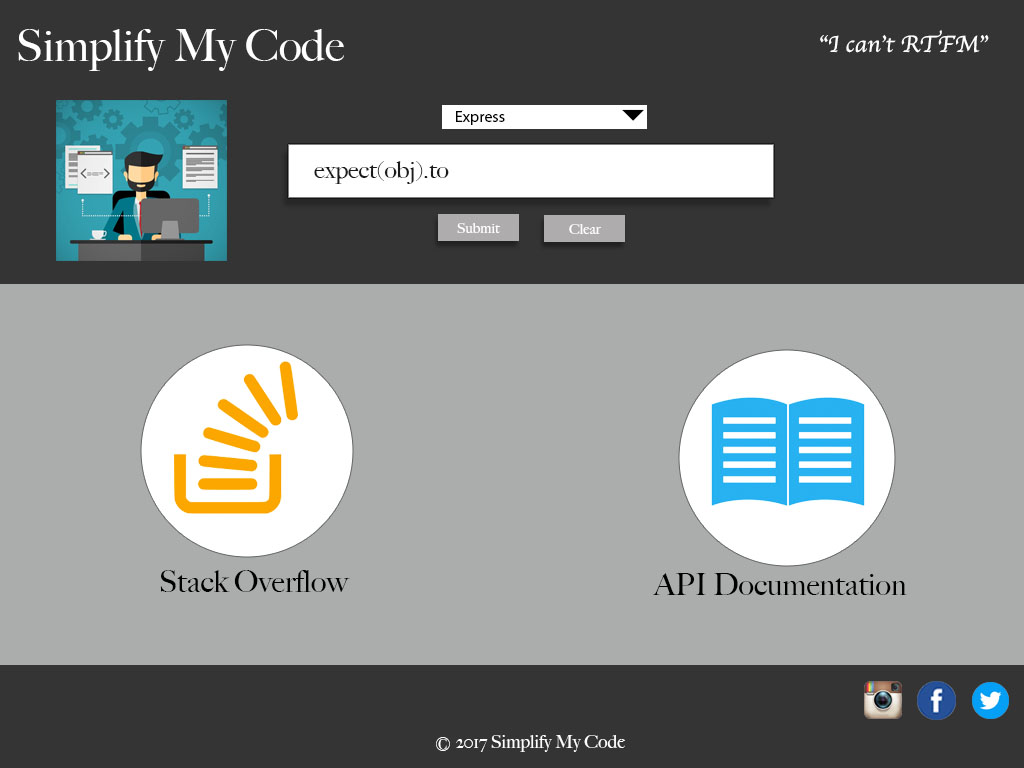 Simplify My Code
“I can't RTFM”
Express
expect(obj).to
Submit
Clear
Stack Overflow
API Documentation
© 2017 Simplify My Code